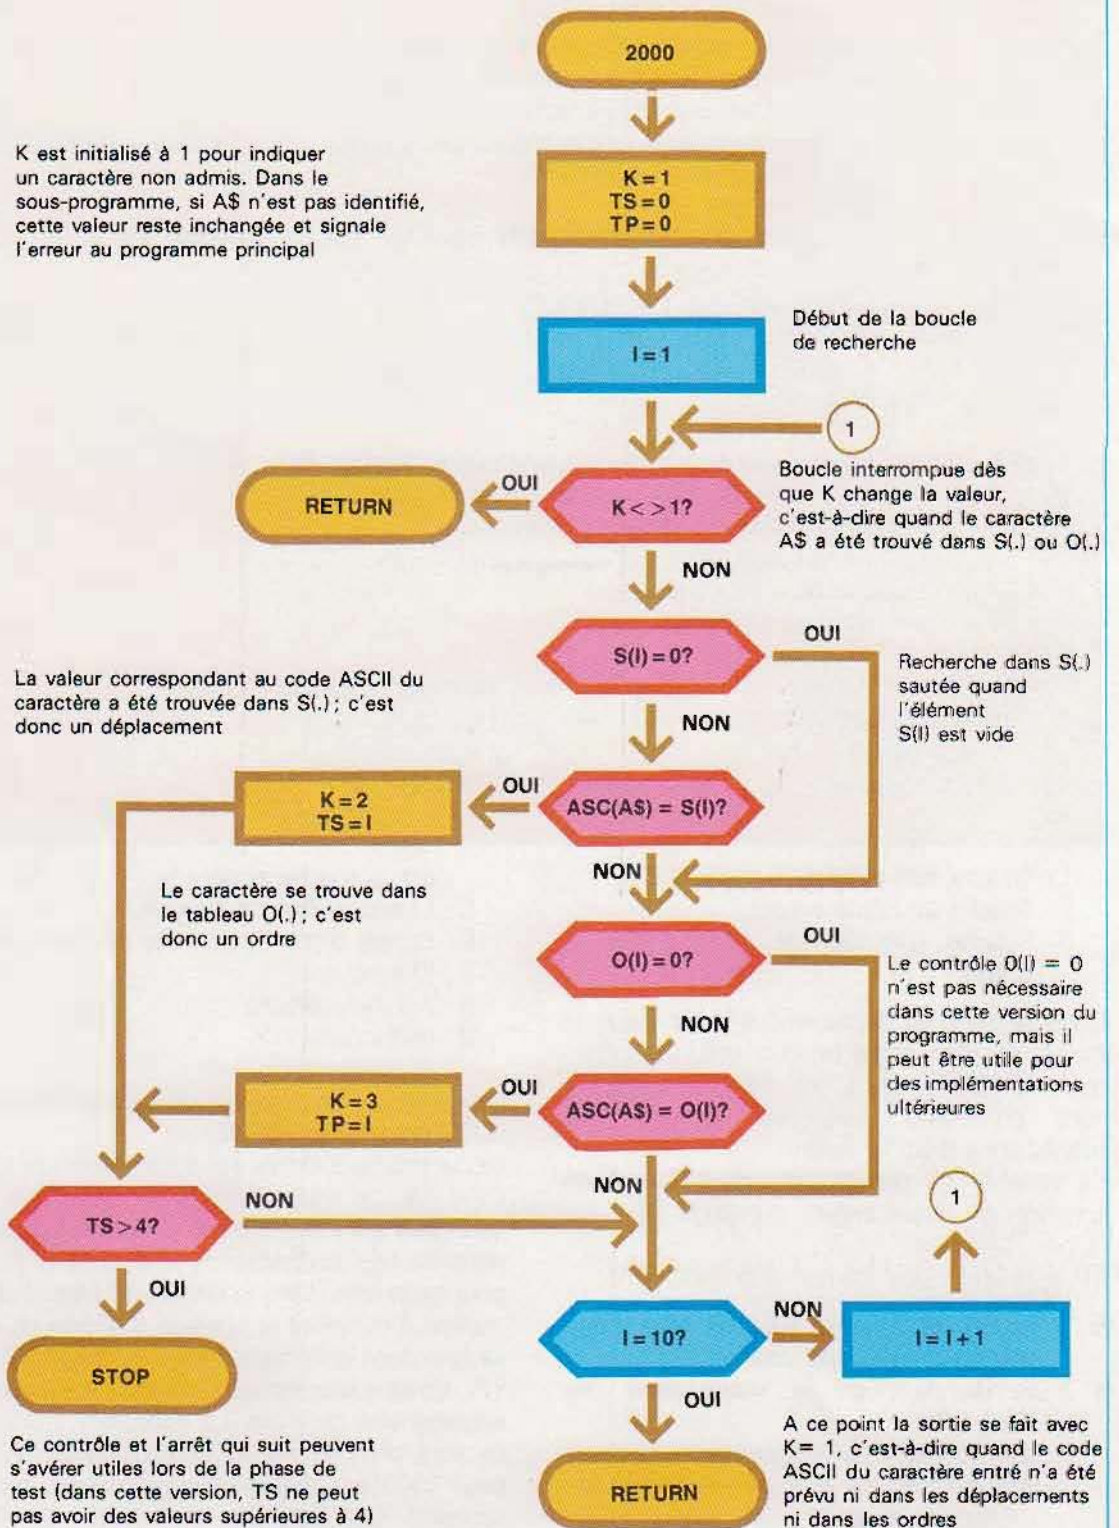 2000
K est initialisé à 1 pour indiquer
un caractère non admis. Dans le
sous-programme, si A$ n'est pas identifié,
cette valeur reste inchangée et signale
l'erreur au programme principal
K = 1
TS = 0
TP = 0
I = 1
Début de la boucle
de recherche
1
RETURN
OUI
K < > 1?
Boucle interrompue dès
que K change la valeur,
c'est-à-dire quand le caractère
A$ a été trouvé dans S(.) ou O(.)
NON
S(I) = 0?
OUI
Recherche dans S(.)
sautée quand
l'élément
S(I) est vide
La valeur correspondant au code ASCII du
caractère a été trouvée dans S(.) ; c'est
donc un déplacement
NON
K = 2
TS = I
OUI
ASC(A$) = S(I)?
NON
Le caractère se trouve dans
le tableau O(.) ; c'est
donc un ordre
O(I) = 0?
OUI
Le contrôle O(I) = 0
n'est pas nécessaire
dans cette version du
programme, mais il
peut être utile pour
des implémentations
ultérieures
NON
K = 3
TP = I
OUI
ASC(A$) = O(I)?
NON
TS > 4?
NON
1
OUI
STOP
I = 10?
NON
I = I + 1
OUI
RETURN
Ce contrôle et l'arrêt qui suit peuvent
s'avérer utiles lors de la phase de
test (dans cette version, TS ne peut
pas avoir des valeurs supérieures à 4)
A ce point la sortie se fait avec
K= 1, c'est-à-dire quand le code
ASCII du caractère entré n'a été
prévu ni dans les déplacements
ni dans les ordres